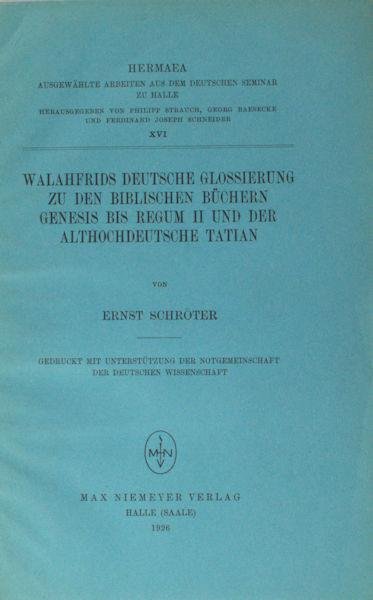 HERMAEA
AUSGEWÄHLTE ARBEITEN AUS DEM DEUTSCHEN SEMINAR
ZU HALLE
HERAUSGEGEBEN VON PHILIPP STRAUCH, GEORG BAESECKE
UND FERDINAND JOSEPH SCHNEIDER
XVI
WALAHFRIDS DEUTSCHE GLOSSIERUNG
ZU DEN BIBLISCHEN BÜCHERN
GENESIS BIS REGUM II UND DER
ALTHOCHDEUTSCHE TATIAN
VON
ERNST SCHRÖTER
GEDRUCKT MIT UNTERSTÜTZUNG DER NOTGEMEINSCHAFT
DER DEUTSCHEN WISSENSCHAFT
MN
MAX NIEMEYER VERLAG
HALLE (SAALE)
1926